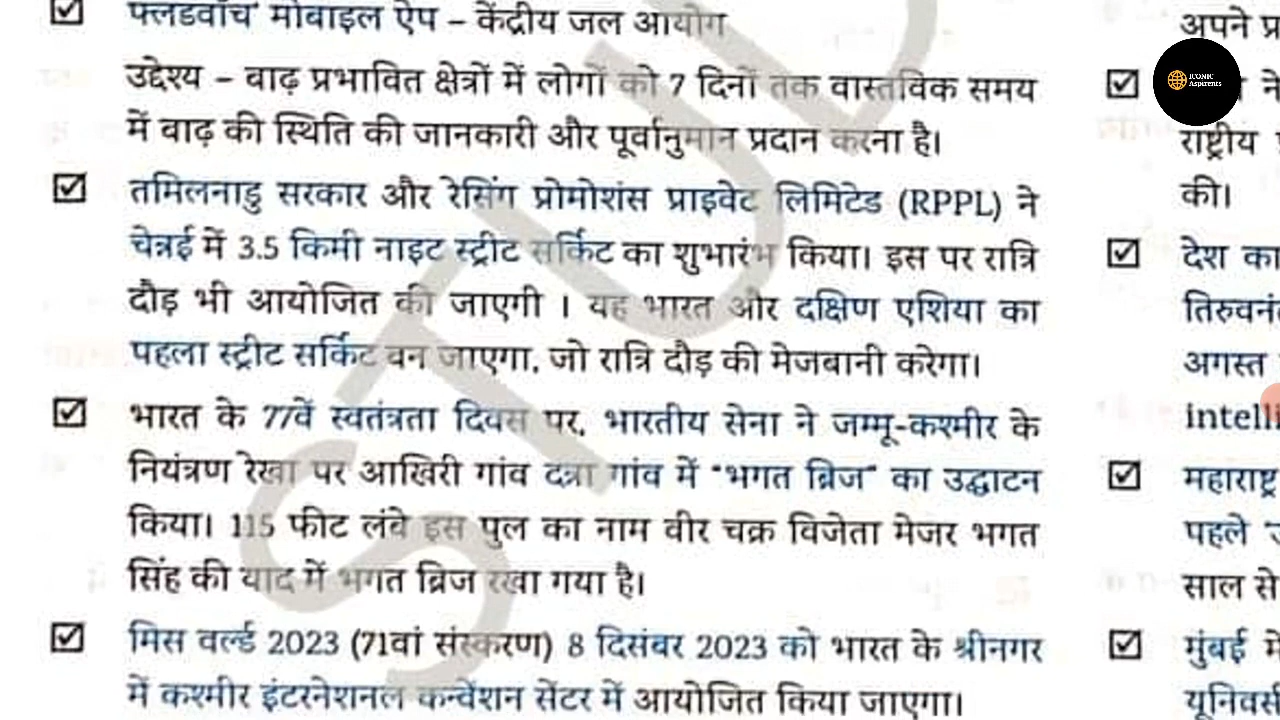 फ्लडवॉच मोबाइल ऐप – केंद्रीय जल आयोग
उद्देश्य – बाढ़ प्रभावित क्षेत्रों में लोगों को 7 दिनों तक वास्तविक समय
में बाढ़ की स्थिति की जानकारी और पूर्वानुमान प्रदान करना है।
तमिलनाडु सरकार और रेसिंग प्रोमोशंस प्राइवेट लिमिटेड (RPPL) ने
चेन्नई में 3.5 किमी नाइट स्ट्रीट सर्किट का शुभारंभ किया। इस पर रात्रि
दौड़ भी आयोजित की जाएगी । यह भारत और दक्षिण एशिया का
पहला स्ट्रीट सर्किट बन जाएगा, जो रात्रि दौड़ की मेजबानी करेगा।
भारत के 77वें स्वतंत्रता दिवस पर, भारतीय सेना ने जम्मू-कश्मीर के
नियंत्रण रेखा पर आखिरी गांव दन्ना गांव में "भगत ब्रिज" का उद्घाटन
किया। 115 फीट लंबे इस पुल का नाम वीर चक्र विजेता मेजर भगत
सिंह की याद में भगत ब्रिज रखा गया है।
मिस वर्ल्ड 2023 (71वां संस्करण) 8 दिसंबर 2023 को भारत के श्रीनगर
में कश्मीर इंटरनेशनल कन्वेंशन सेंटर में आयोजित किया जाएगा।
अपने
ने
राष्ट्रीय
की।
देश का
अगस्त
महाराष्ट्र
पहले
साल से
मुंबई में
ICONIC
Aspirents
STUD